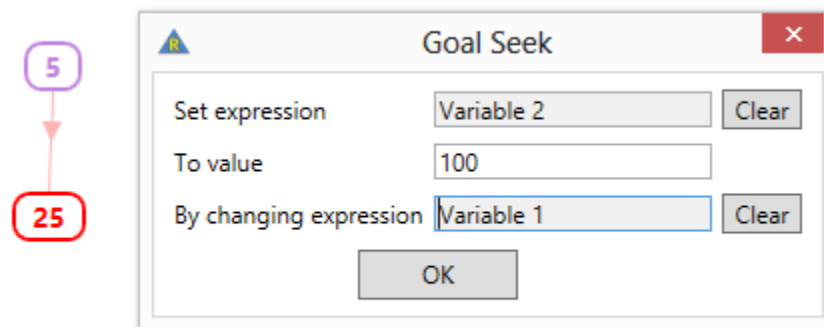 Goal Seek
×
5
Set expression Variable 2 Clear
To value 100
25
By changing expression Variable 1 Clear
OK
R